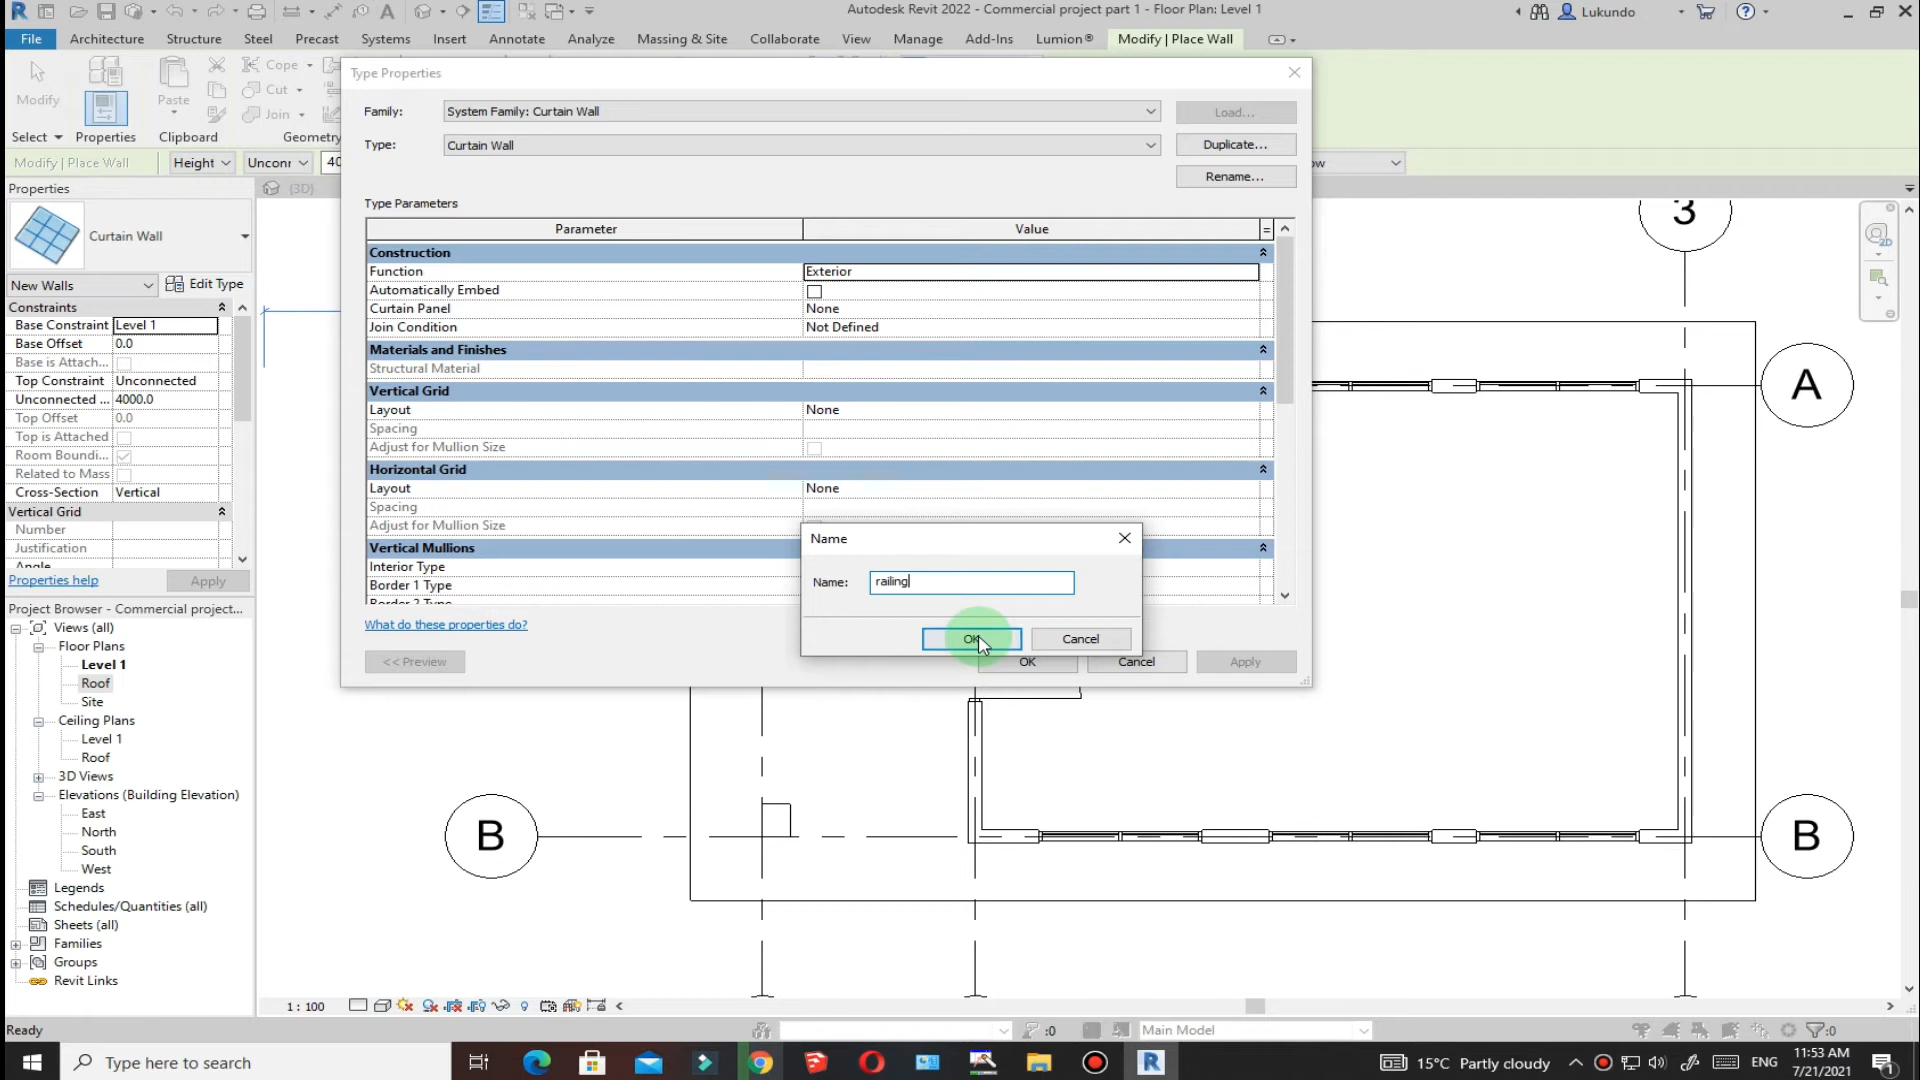 Autodesk Revit 2022 - Commercial project part 1 - Floor Plan: Level 1
Lukundo
File Architecture Structure Steel Precast Systems Insert Annotate Analyze Massing & Site Collaborate View Manage Add-Ins Lumion® Modify | Place Wall
Modify
Paste
Cope
Cut
Join
Select Properties Clipboard Geometry
Modify | Place Wall Height Unconr 40
Properties
Curtain Wall
New Walls Edit Type
Constraints
Base Constraint Level 1
Base Offset 0.0
Base is Attach...
Top Constraint Unconnected
Unconnected ... 4000.0
Top Offset 0.0
Top is Attached
Room Boundi...
Related to Mass
Cross-Section Vertical
Vertical Grid
Number
Justification
Angle
Properties help Apply
Project Browser - Commercial project...
Views (all)
Floor Plans
Level 1
Roof
Site
Ceiling Plans
Level 1
Roof
3D Views
Elevations (Building Elevation)
East
North
South
West
Legends
Schedules/Quantities (all)
Sheets (all)
Families
Groups
Revit Links
{3D}
Type Properties
Family: System Family: Curtain Wall Load...
Type: Curtain Wall Duplicate...
Rename...
Type Parameters
Parameter Value =
Construction
Function Exterior
Automatically Embed
Curtain Panel None
Join Condition Not Defined
Materials and Finishes
Structural Material
Vertical Grid
Layout None
Spacing
Adjust for Mullion Size
Horizontal Grid
Layout None
Spacing
Adjust for Mullion Size
Vertical Mullions
Interior Type
Border 1 Type
Border 2 Type
What do these properties do?
<< Preview OK Cancel Apply
Name
Name: railing
OK Cancel
3
A
B
B
2D
1 : 100
Ready :0 Main Model :0
Type here to search
15°C Partly cloudy ENG 11:53 AM
7/21/2021
1